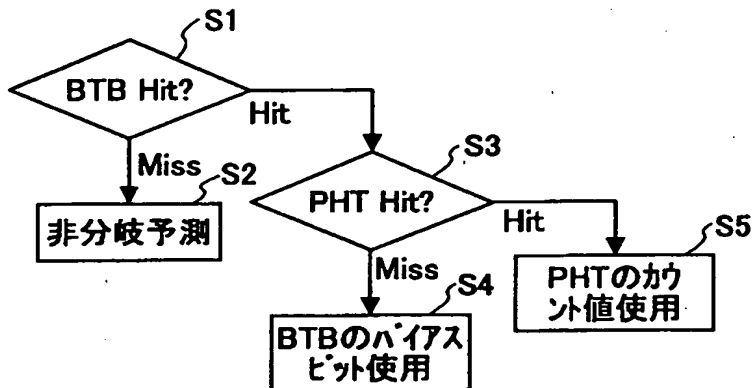 S1
BTB Hit?
Hit
Miss
S2
非分岐予測
S3
PHT Hit?
Hit
Miss
S4
BTBのバイアス
ビット使用
S5
PHTのカウ
ント値使用